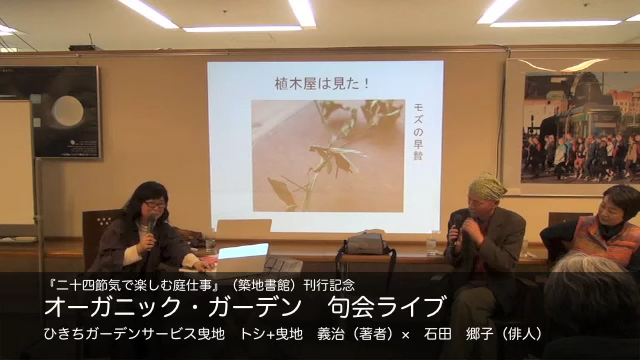 植木屋は見た！
モズの早贄
『二十四節気で楽しむ庭仕事』（築地書館）刊行記念
オーガニック・ガーデン　句会ライブ
ひきちガーデンサービス曳地　トシ+曳地　義治（著者）×　石田　郷子（俳人）